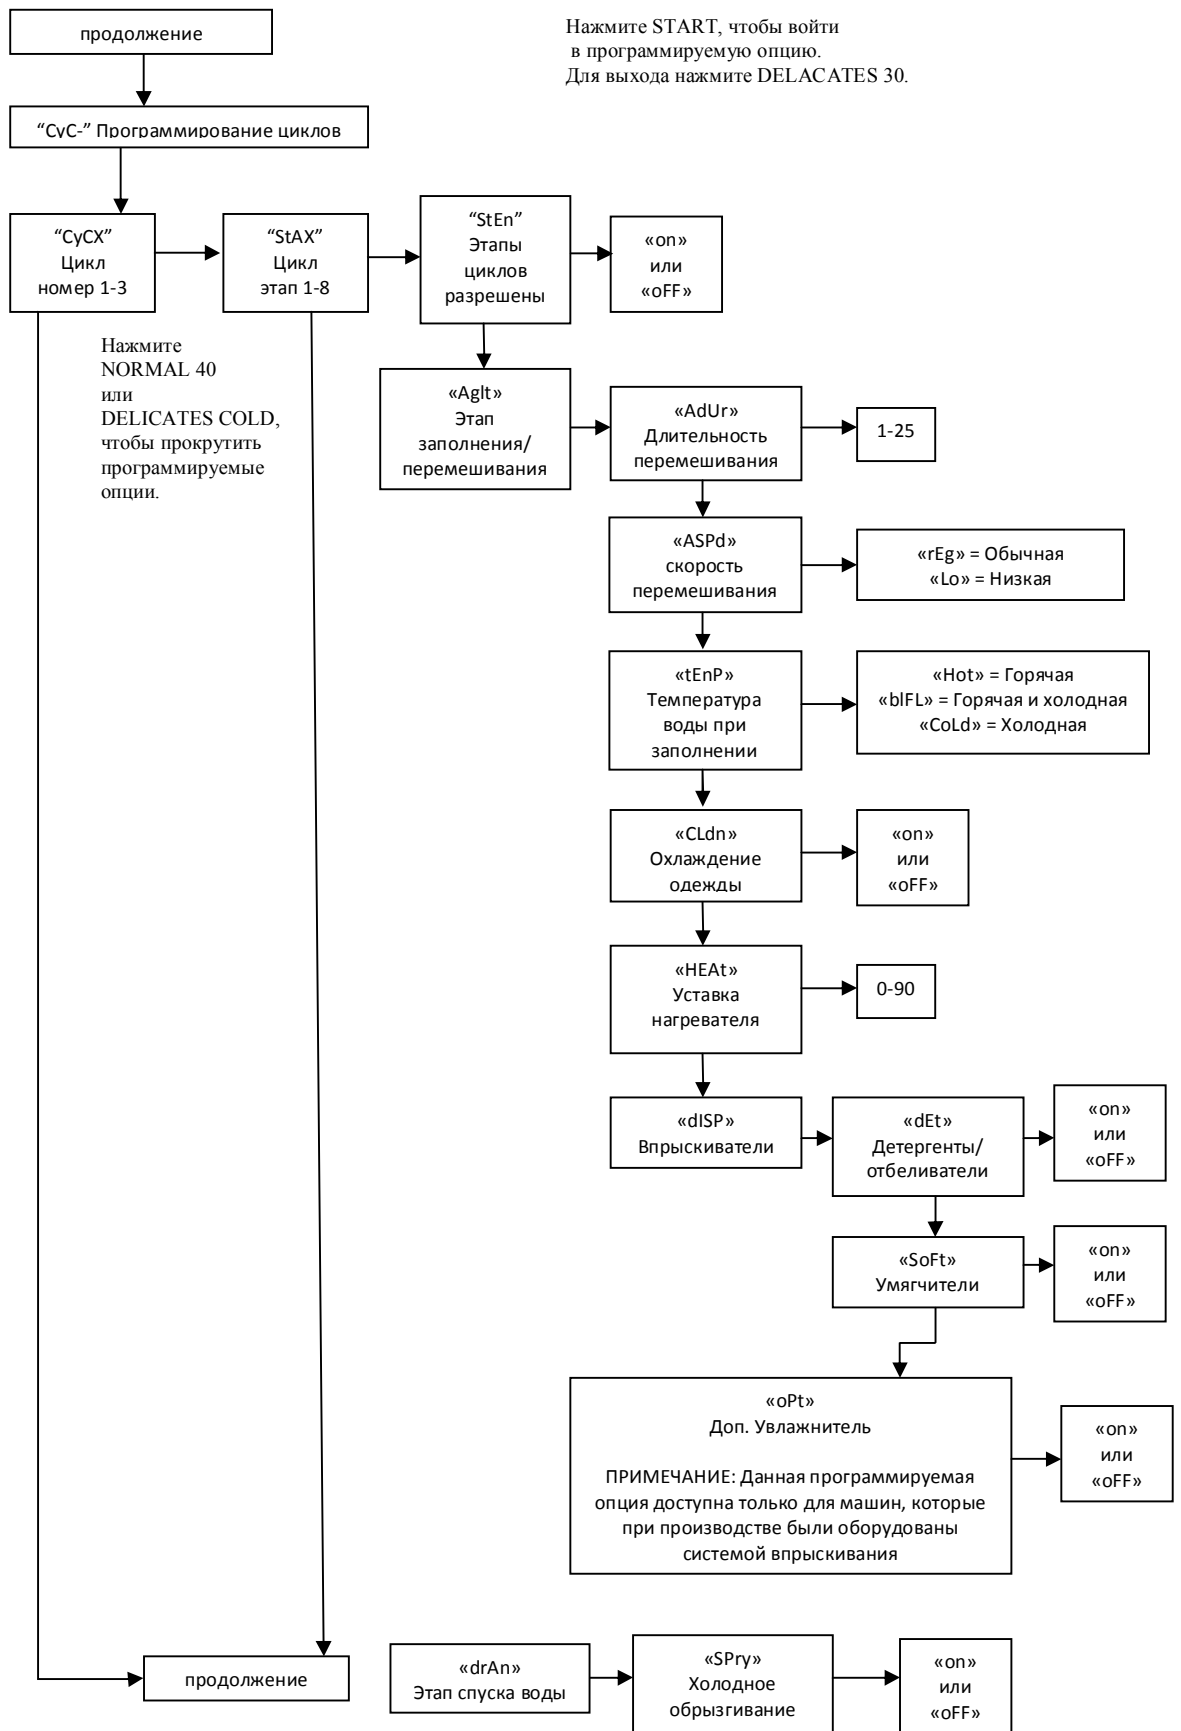 продолжение
Нажмите START, чтобы войти
в программируемую опцию.
Для выхода нажмите DELACATES 30.
“CyC-” Программирование циклов
“CyCX”
Цикл
номер 1-3
“StAX”
Цикл
этап 1-8
“StEn”
Этапы
циклов
разрешены
«on»
или
«oFF»
Нажмите
NORMAL 40
или
DELICATES COLD,
чтобы прокрутить
программируемые
опции.
«AgIt»
Этап
заполнения/
перемешивания
«AdUr»
Длительность
перемешивания
1-25
«ASPd»
скорость
перемешивания
«rEg» = Обычная
«Lo» = Низкая
«tEnP»
Температура
воды при
заполнении
«Hot» = Горячая
«bIFL» = Горячая и холодная
«CoLd» = Холодная
«CLdn»
Охлаждение
одежды
«on»
или
«oFF»
«HEAt»
Уставка
нагревателя
0-90
«dISP»
Впрыскиватели
«dEt»
Детергенты/
отбеливатели
«on»
или
«oFF»
«SoFt»
Умягчители
«on»
или
«oFF»
«oPt»
Доп. Увлажнитель
ПРИМЕЧАНИЕ: Данная программируемая
опция доступна только для машин, которые
при производстве были оборудованы
системой впрыскивания
«on»
или
«oFF»
продолжение
«drAn»
Этап спуска воды
«SPry»
Холодное
обрызгивание
«on»
или
«oFF»